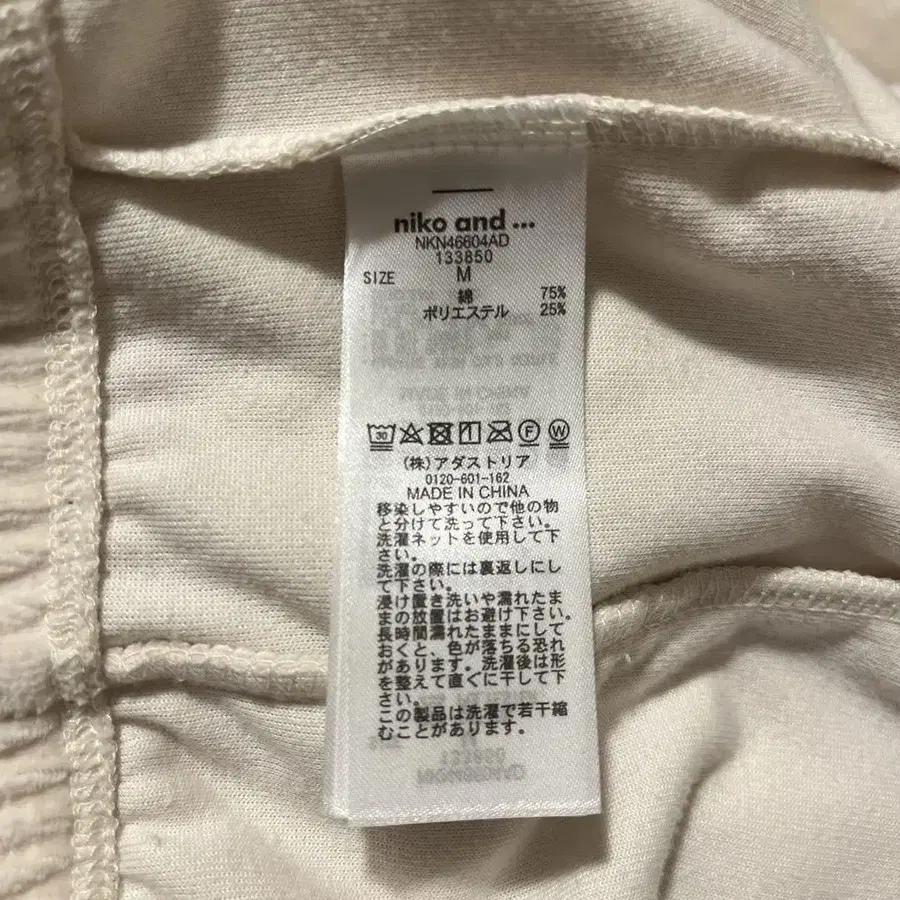 niko and ...
NKN46604AD
133850
SIZE M
綿 75%
ポリエステル 25%
30 F W
(株)アダストリア
0120-601-162
MADE IN CHINA
移染しやすいので他の物
と分けて洗って下さい。
洗濯ネットを使用して下
さい。
洗濯の際には裏返しにし
て下さい。
浸け置き洗いや濡れたま
まの放置はお避け下さい。
長時間濡れたままにして
おくと、色が落ちる恐れ
があります。洗濯後は形
を整えて直ぐに干して下
さい。
この製品は洗濯で若干縮
むことがあります。